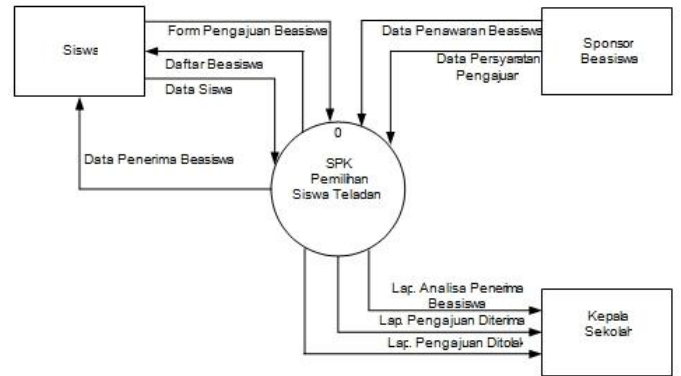 Siswa
Form Pengajuan Beasiswa
Daftar Beasiswa
Data Siswa
Data Penerima Beasiswa
Data Penawaran Beasiswa
Data Persyaratan
Pengajuan
Sponsor
Beasiswa
0
SPK
Pemilihan
Siswa Teladan
Lap. Analisa Penerima
Beasiswa
Lap. Pengajuan Diterima
Lap. Pengajuan Ditolak
Kepala
Sekolah